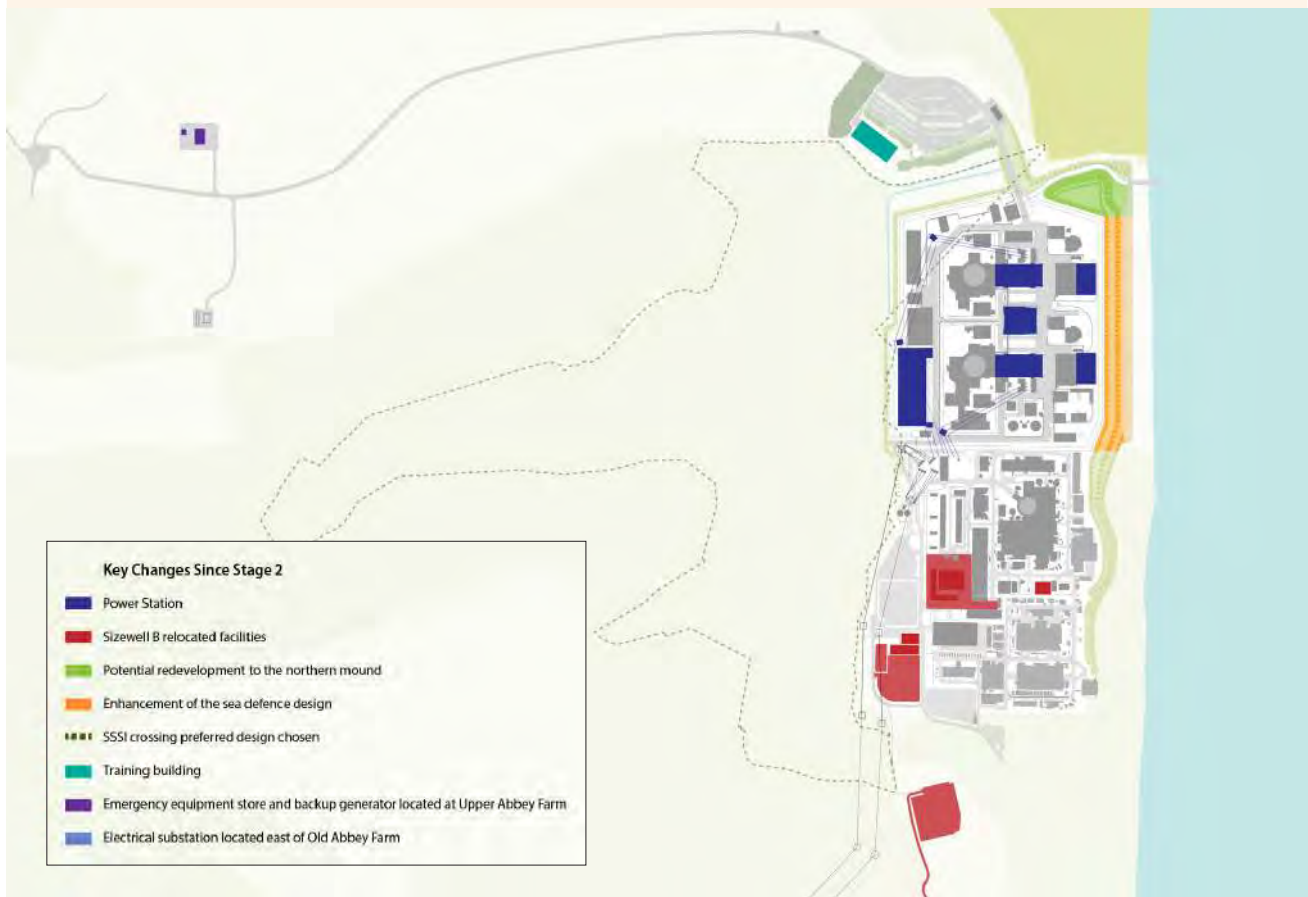 Key Changes Since Stage 2
Power Station
Sizewell B relocated facilities
Potential redevelopment to the northern mound
Enhancement of the sea defence design
SSSI crossing preferred design chosen
Training building
Emergency equipment store and backup generator located at Upper Abbey Farm
Electrical substation located east of Old Abbey Farm